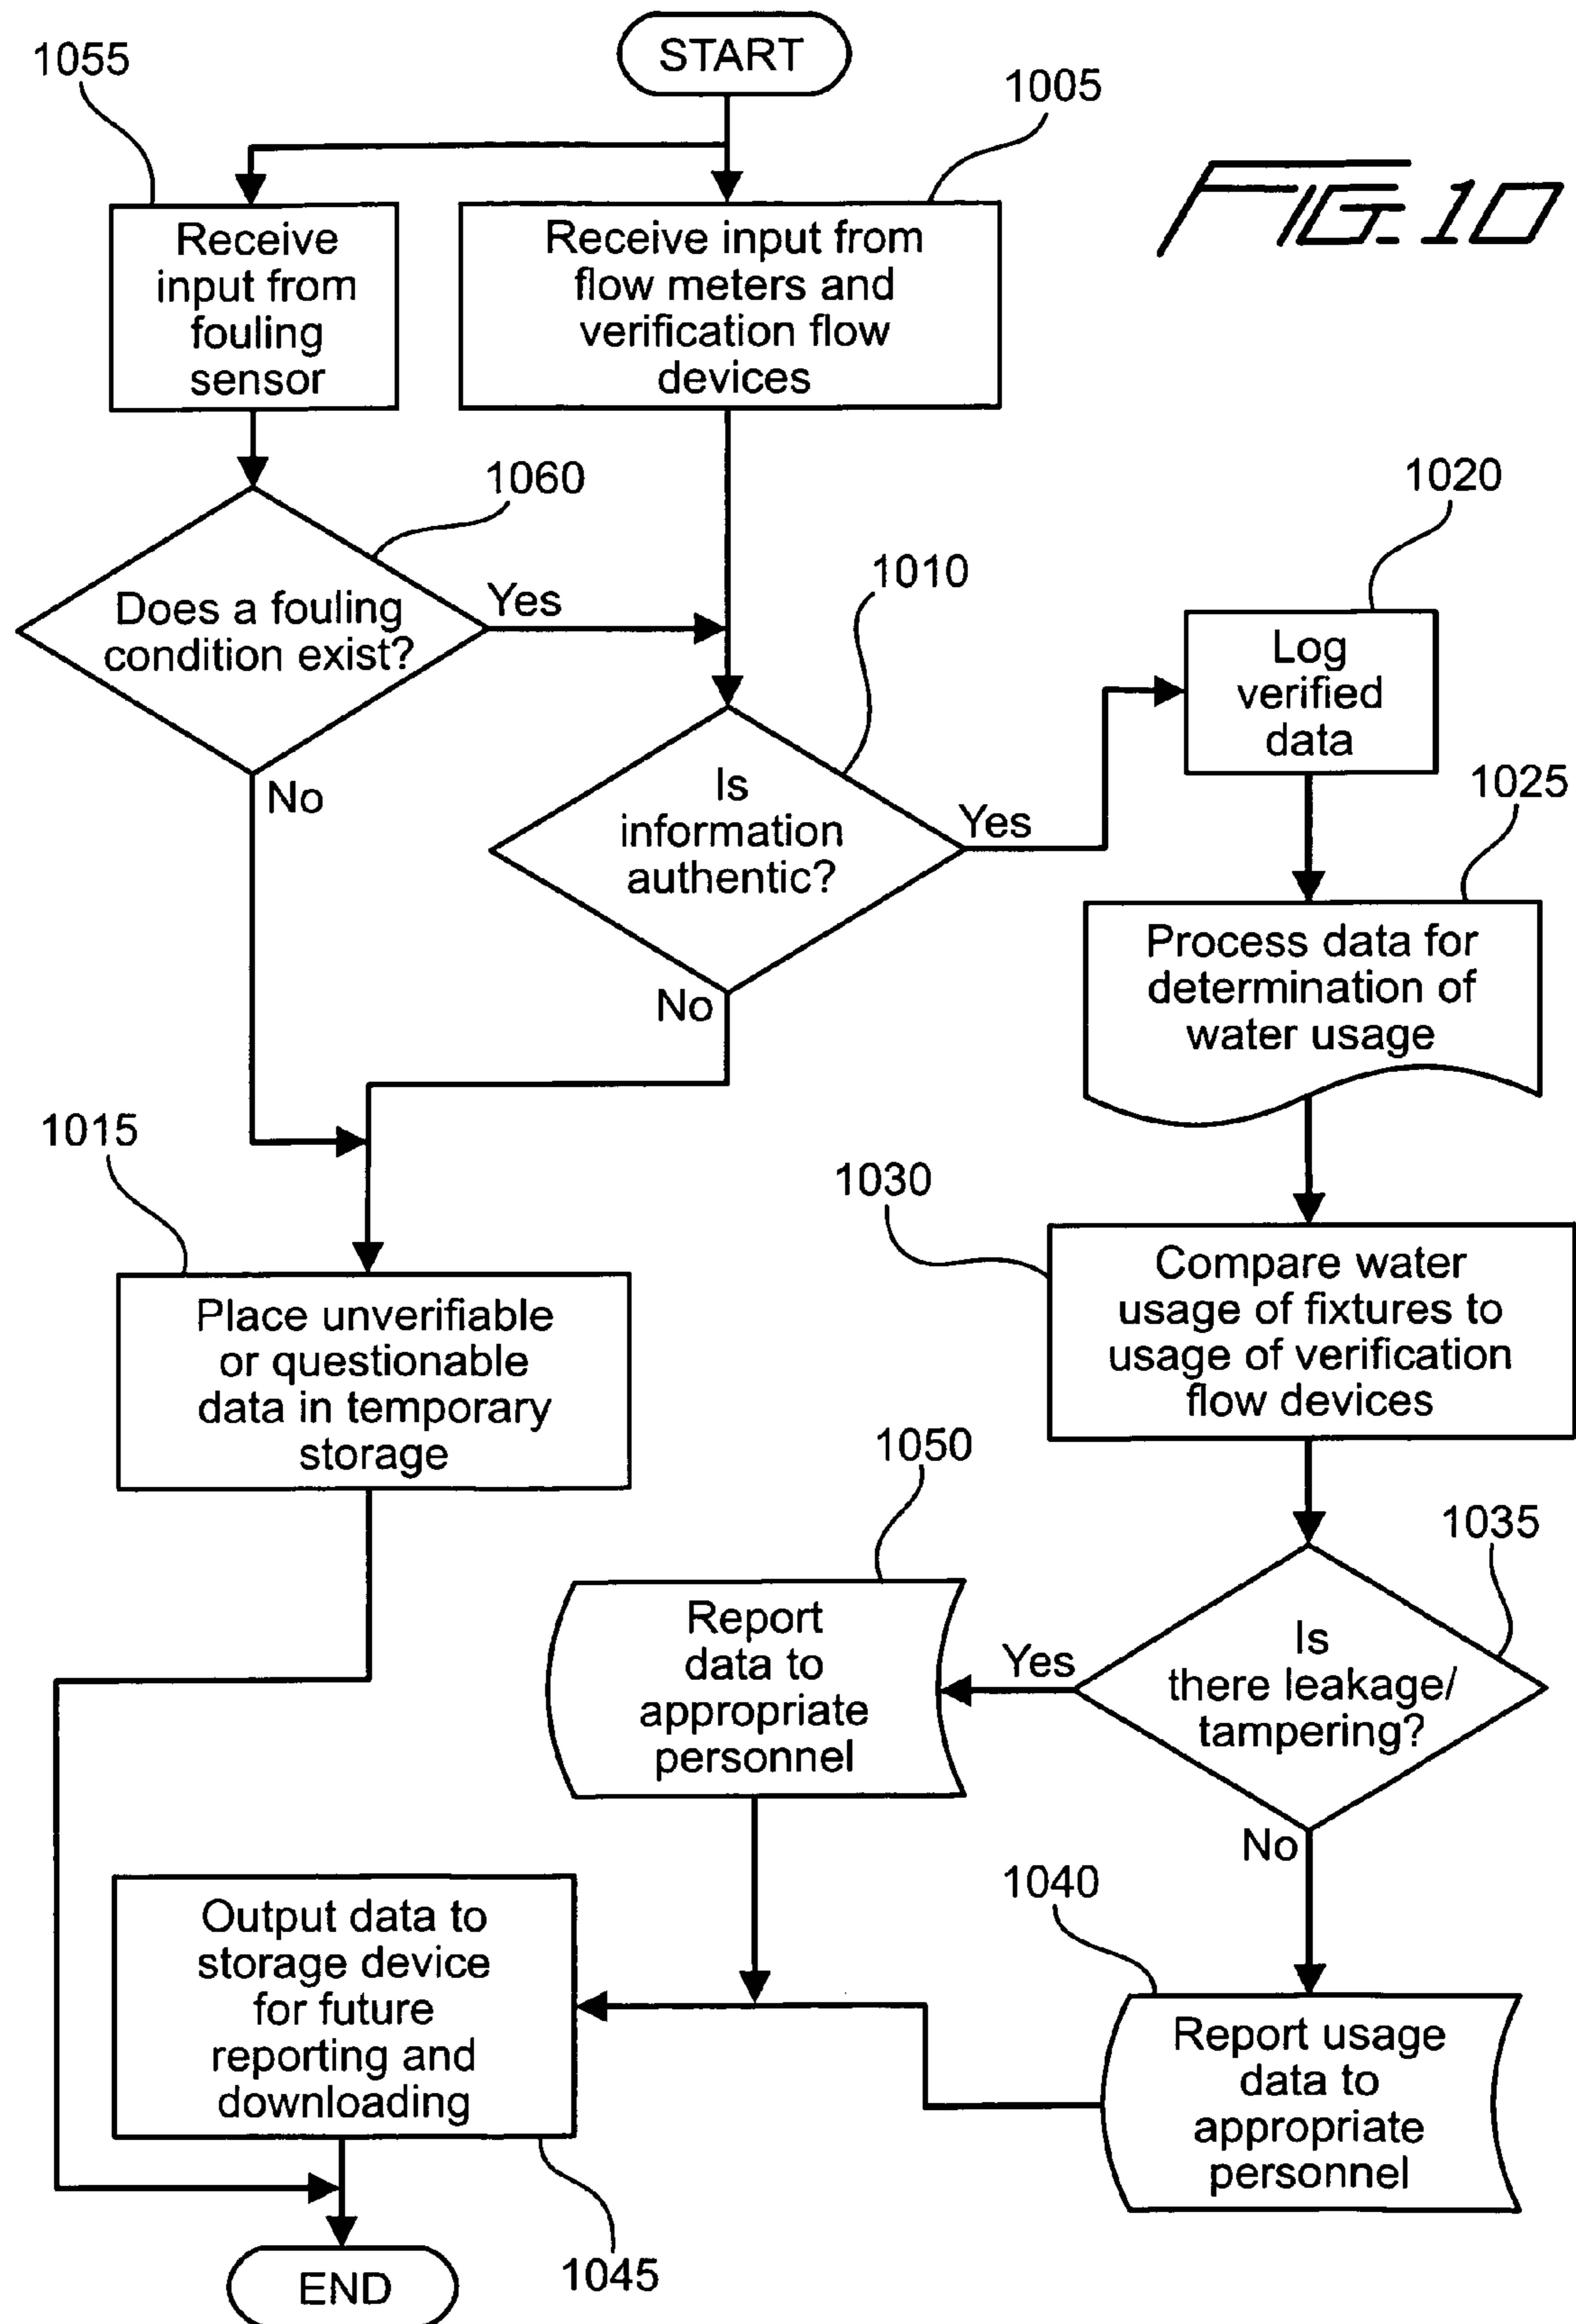 START
1055
1005
FIG. 10
Receive
input from
fouling
sensor
Receive input from
flow meters and
verification flow
devices
1060
1020
Does a fouling
condition exist?
Yes
1010
Log
verified
data
No
Is
information
authentic?
Yes
1025
No
Process data for
determination of
water usage
1015
1030
Place unverifiable
or questionable
data in temporary
storage
Compare water
usage of fixtures to
usage of verification
flow devices
1050
1035
Report
data to
appropriate
personnel
Yes
Is
there leakage/
tampering?
No
1040
Output data to
storage device
for future
reporting and
downloading
Report usage
data to
appropriate
personnel
1045
END